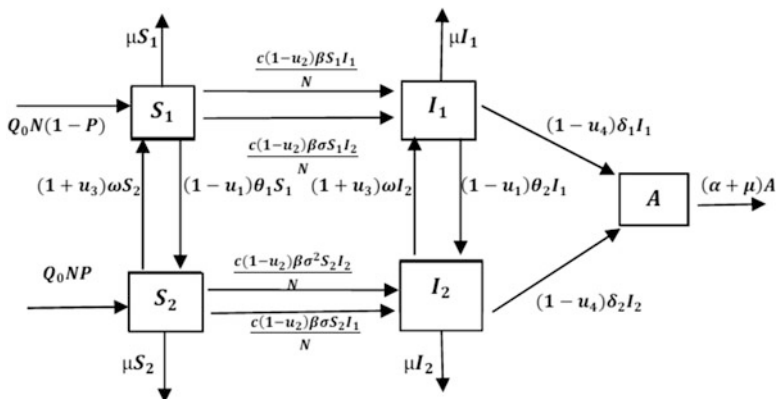 μS₁
μI₁
c(1−u₂)βS₁I₁
N
Q₀N(1−P)
S₁
I₁
c(1−u₂)βσS₁I₂
N
(1−u₄)δ₁I₁
(1+u₃)ωS₂
(1−u₁)θ₁S₁
(1+u₃)ωI₂
(1−u₁)θ₂I₁
A
(α+μ)A
Q₀NP
S₂
c(1−u₂)βσ²S₂I₂
N
I₂
c(1−u₂)βσS₂I₁
N
(1−u₄)δ₂I₂
μS₂
μI₂